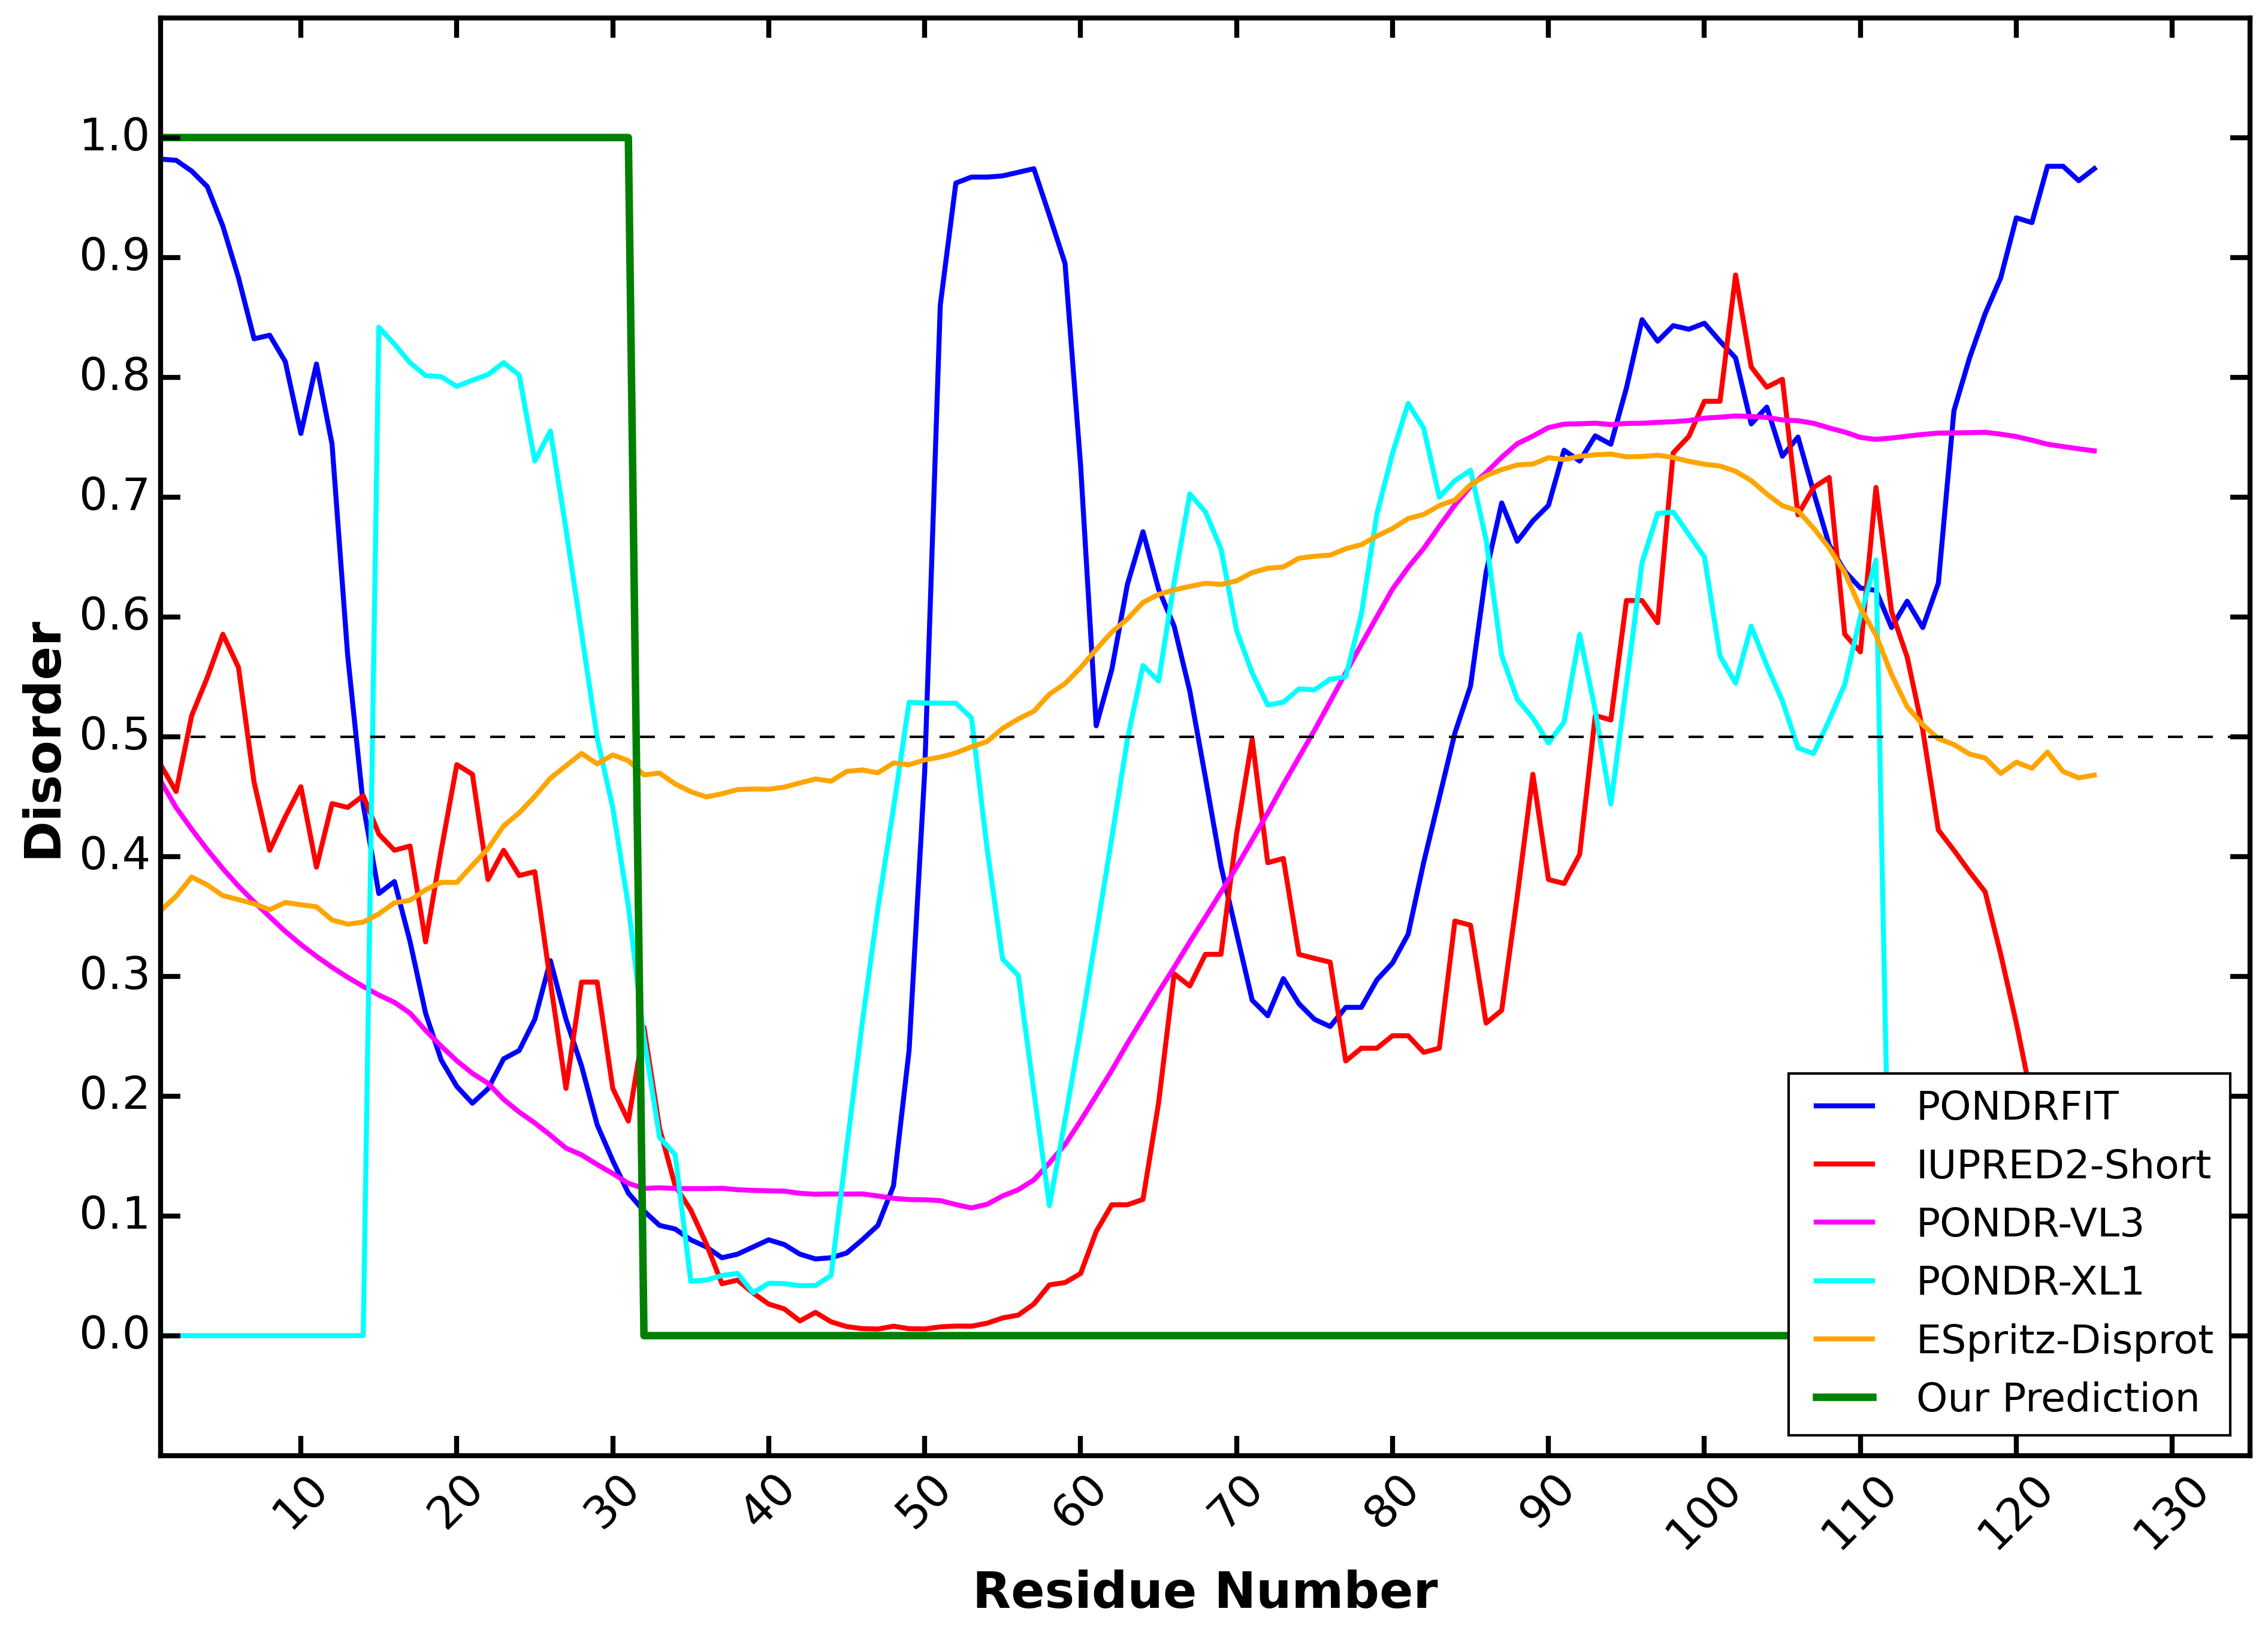 Disorder
1.0
0.9
0.8
0.7
0.6
0.5
0.4
0.3
0.2
0.1
0.0
PONDRFIT
IUPRED2-Short
PONDR-VL3
PONDR-XL1
ESpritz-Disprot
Our Prediction
10 20 30 40 50 60 70 80 90 100 110 120 130
Residue Number